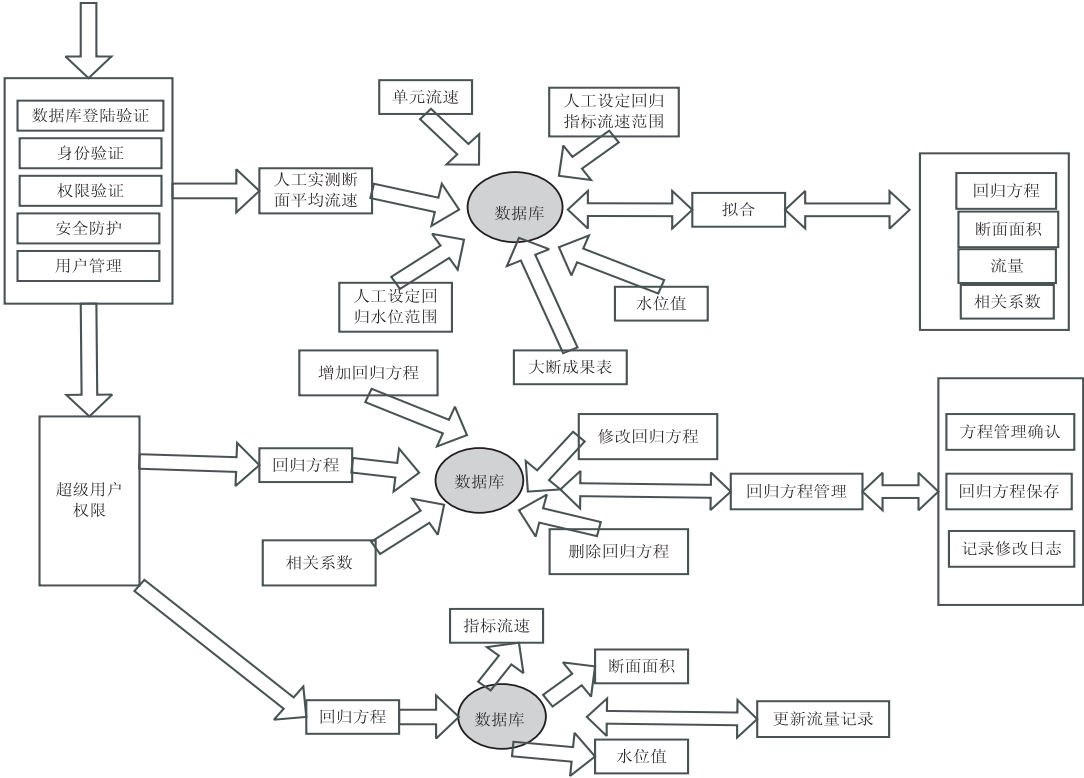 数据库登陆验证
身份验证
权限验证
安全防护
用户管理
人工实测断
面平均流速
单元流速
人工设定回归
指标流速范围
数据库
人工设定回
归水位范围
水位值
大断成果表
拟合
回归方程
断面面积
流量
相关系数
超级用户
权限
增加回归方程
回归方程
相关系数
数据库
修改回归方程
删除回归方程
回归方程管理
方程管理确认
回归方程保存
记录修改日志
回归方程
数据库
指标流速
断面面积
水位值
更新流量记录